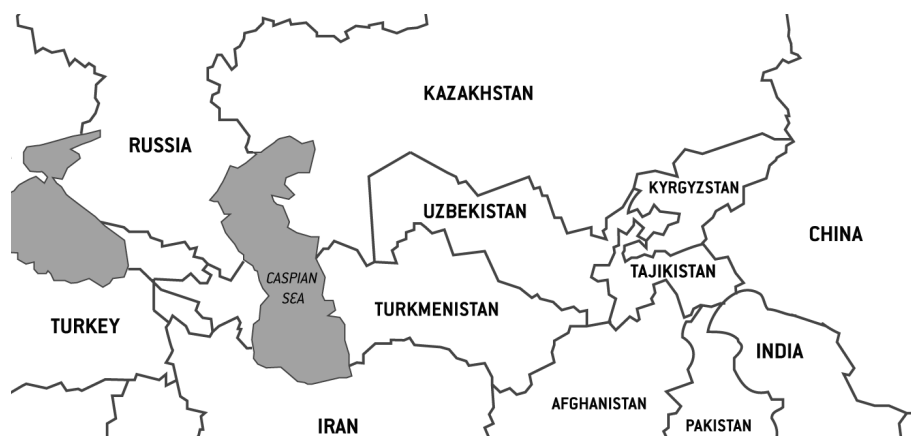 KAZAKHSTAN
RUSSIA
KYRGYZSTAN
UZBEKISTAN
CHINA
TAJIKISTAN
CASPIAN
SEA
TURKMENISTAN
TURKEY
INDIA
AFGHANISTAN
IRAN
PAKISTAN